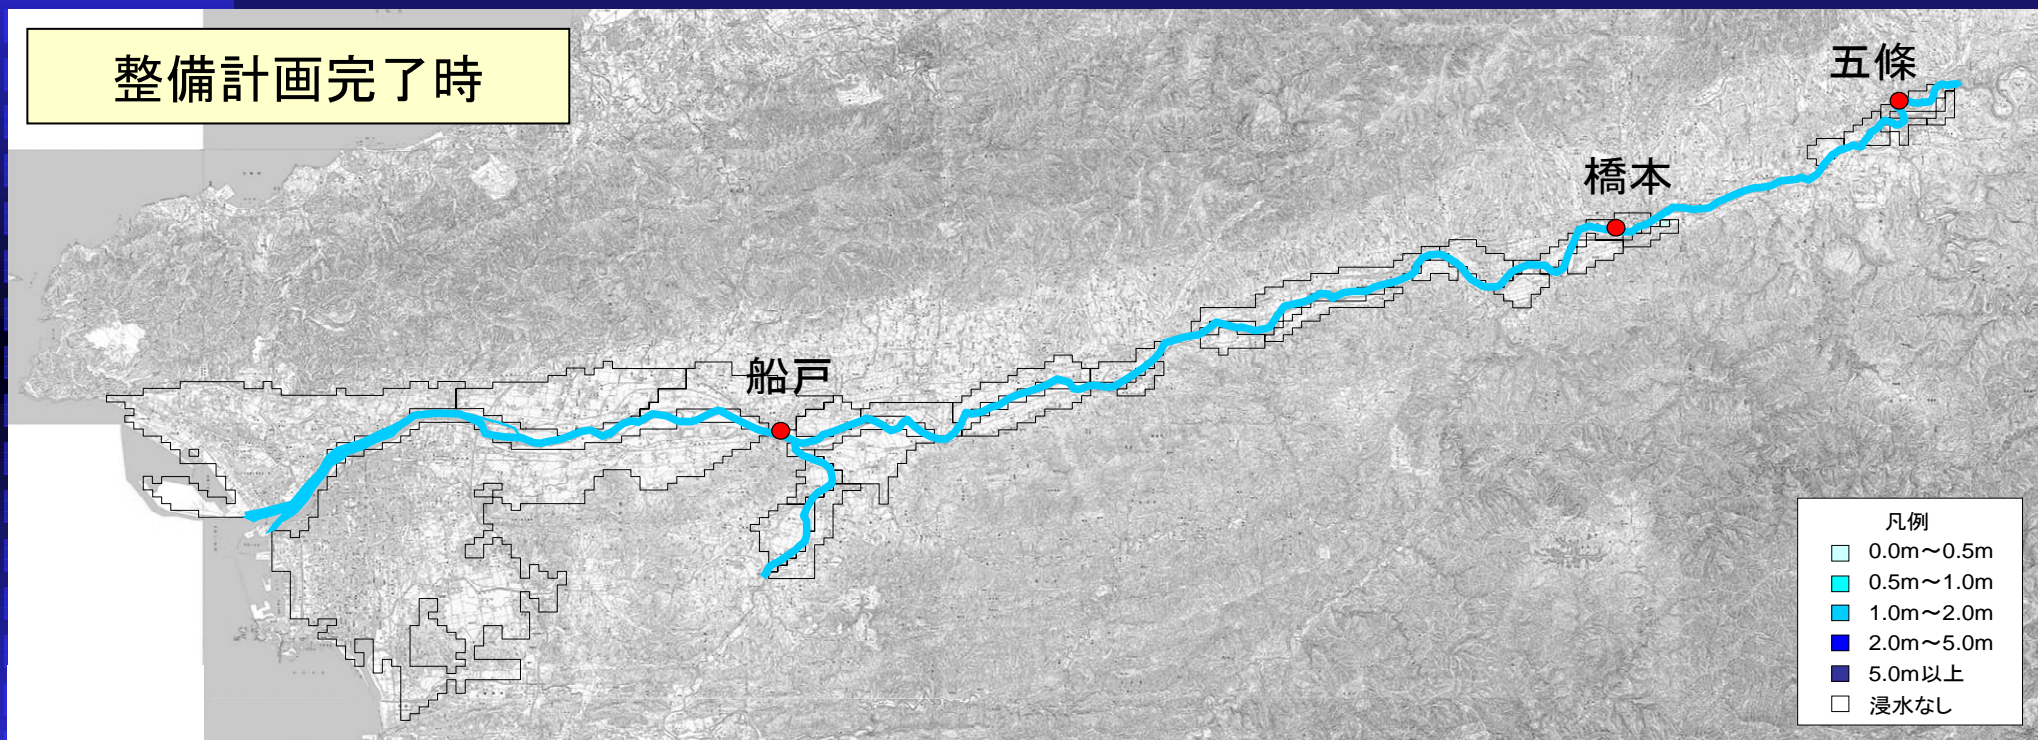 整備計画完了時
五條
橋本
船戸
凡例
0.0m～0.5m
0.5m～1.0m
1.0m～2.0m
2.0m～5.0m
5.0m以上
浸水なし